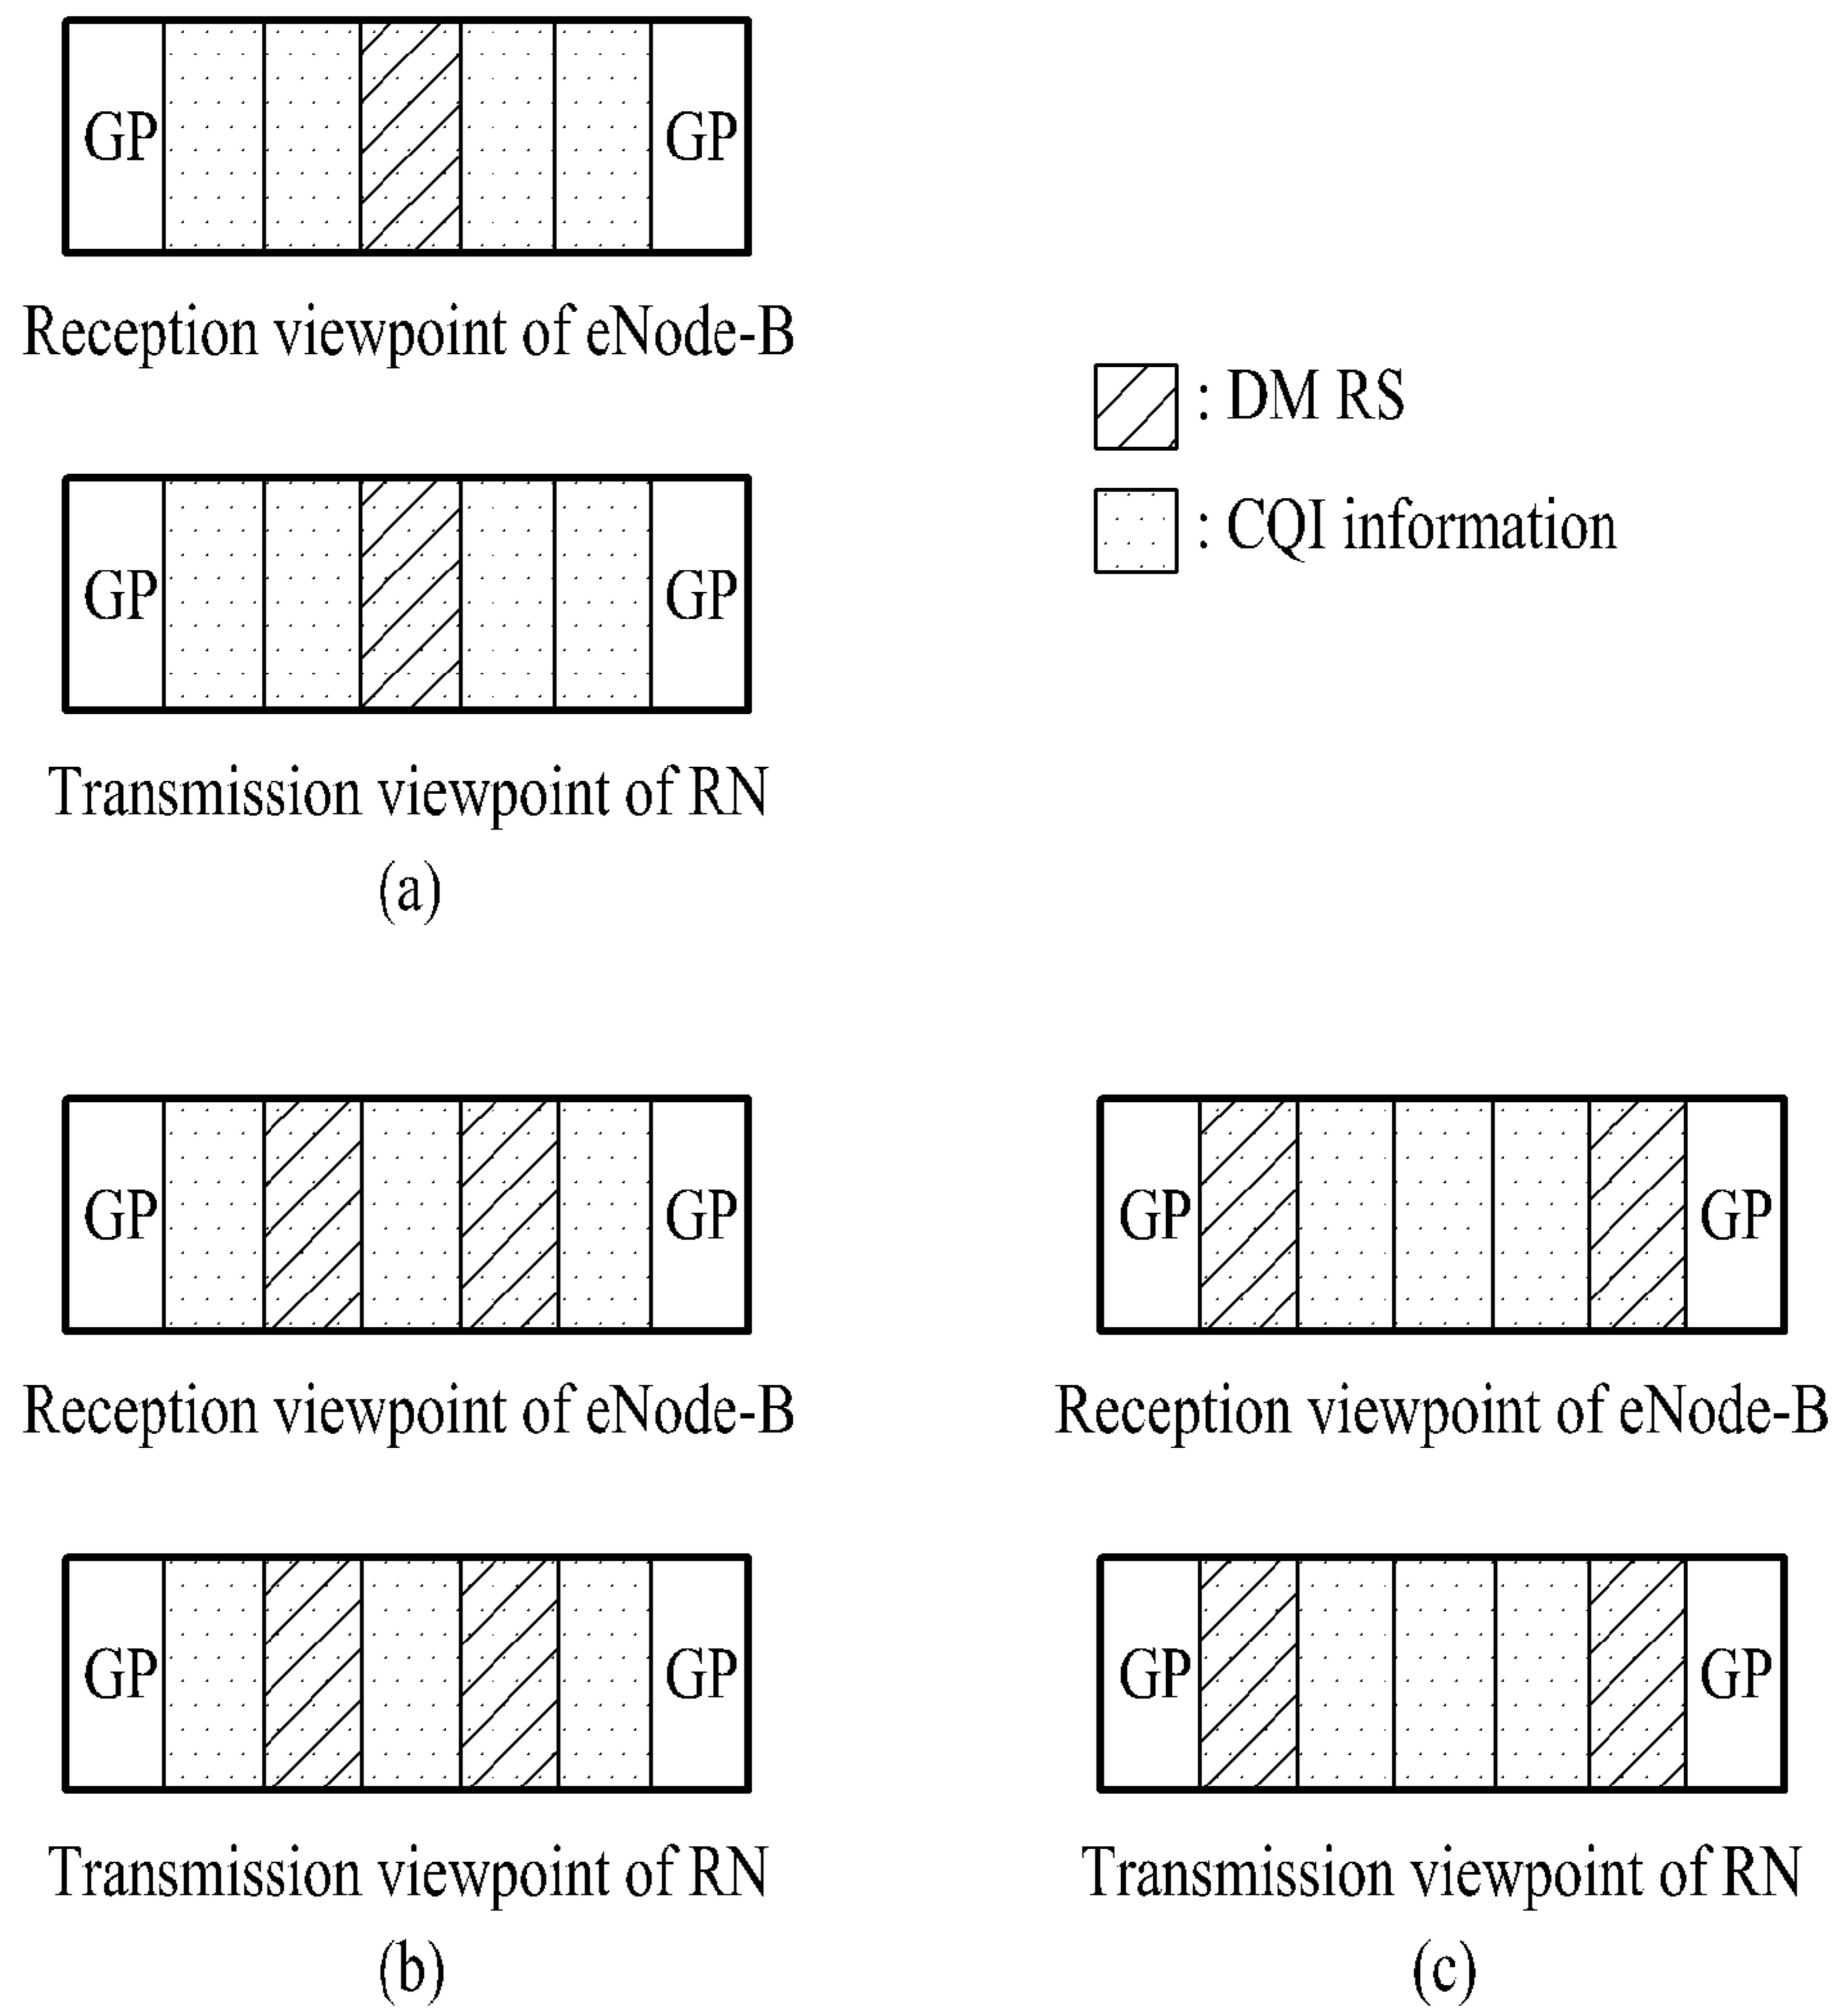 GP GP
Reception viewpoint of eNode-B
: DM RS
: CQI information
GP GP
Transmission viewpoint of RN
(a)
GP GP
Reception viewpoint of eNode-B
GP GP
Transmission viewpoint of RN
(b)
GP GP
Reception viewpoint of eNode-B
GP GP
Transmission viewpoint of RN
(c)